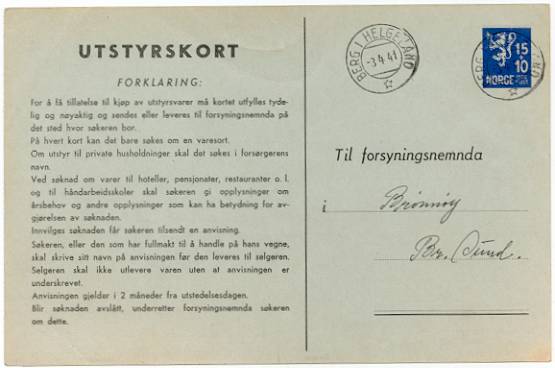 UTSTYRSKORT
FORKLARING:
For å få tillatelse til kjøp av utstyrsvarer må kortet utfylles tyde-
lig og nøyaktig og sendes eller leveres til forsyningsnemnda på
det sted hvor søkeren bor.
På hvert kort kan det bare søkes om en varesort.
Om utstyr til private husholdninger skal det søkes i forsørgerens
navn.
Ved søknad om varer til hoteller, pensjonater, restauranter o. l.
og til håndarbeidsskoler skal søkeren gi opplysninger om
årsbehov og andre opplysninger som kan ha betydning for av-
gjørelsen av søknaden.
Innvilges søknaden får søkeren tilsendt en anvisning.
Søkeren, eller den som har fullmakt til å handle på hans vegne,
skal skrive sitt navn på anvisningen før den leveres til selgeren.
Selgeren skal ikke utlevere varen uten at anvisningen er
underskrevet.
Anvisningen gjelder i 2 måneder fra utstedelsesdagen.
Blir søknaden avslått, underretter forsyningsnemnda søkeren
om dette.
BERG I HELGELAND
-3.4.41
15
10
NORGE
Til forsyningsnemnda
i Brønnøy
Br. Sund.